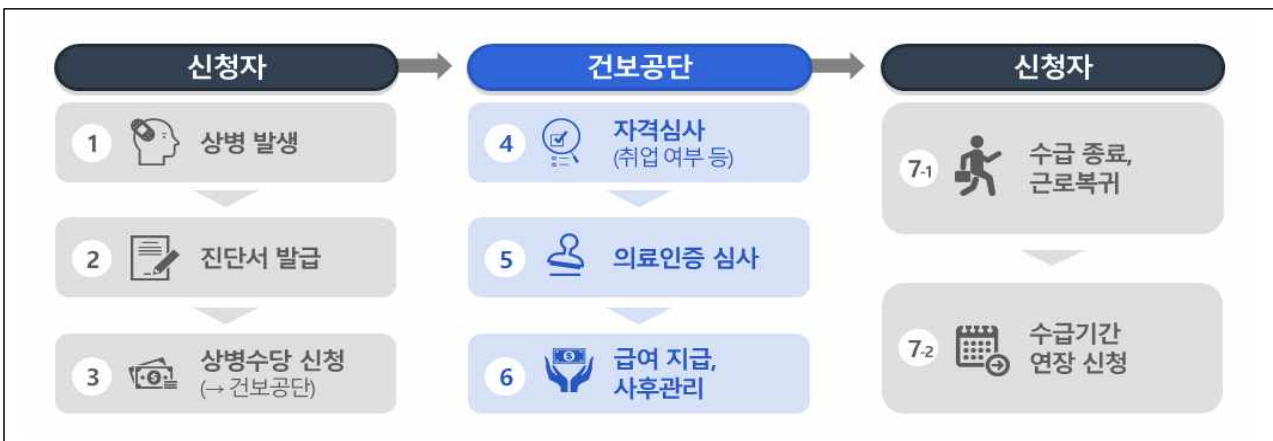 신청자
1
상병 발생
2
진단서 발급
3
상병수당 신청
(→ 건보공단)
건보공단
4
자격심사
(취업 여부 등)
5
의료인증 심사
6
급여 지급,
사후관리
신청자
7-1
수급 종료,
근로복귀
7-2
수급기간
연장 신청